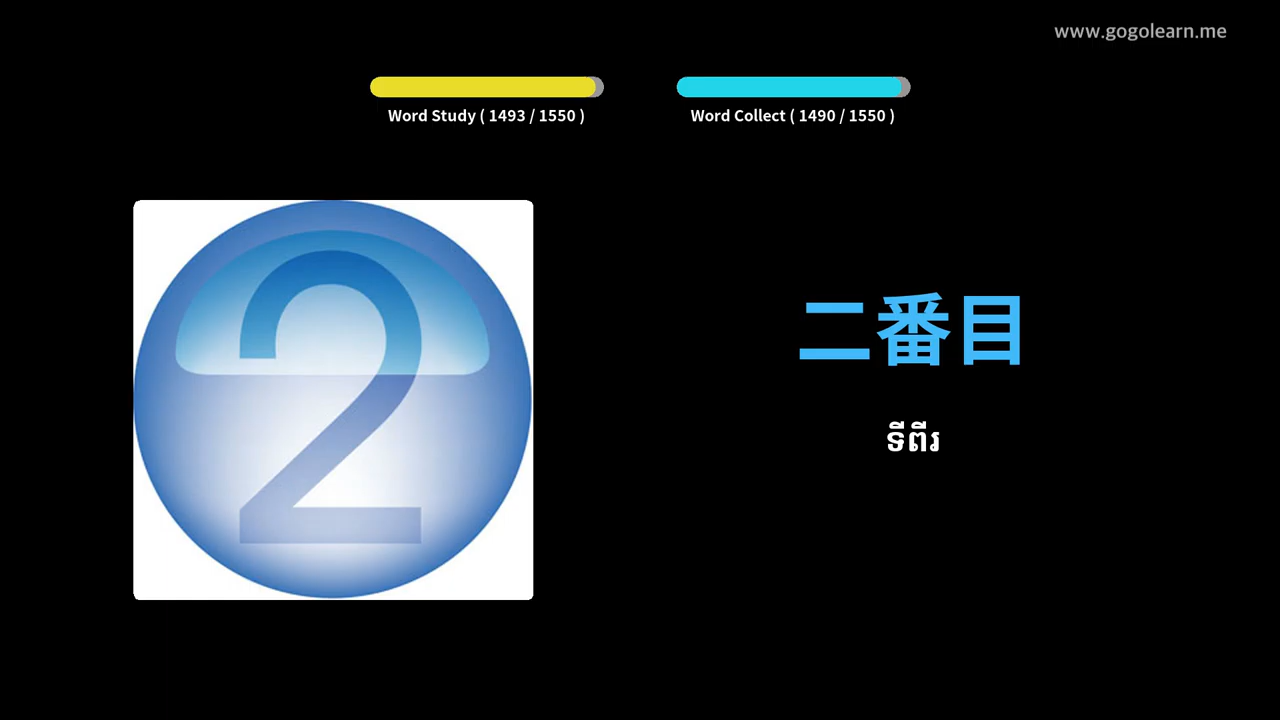 www.gogolearn.me
Word Study ( 1493 / 1550 )
Word Collect ( 1490 / 1550 )
2
二番目
ទីពីរ